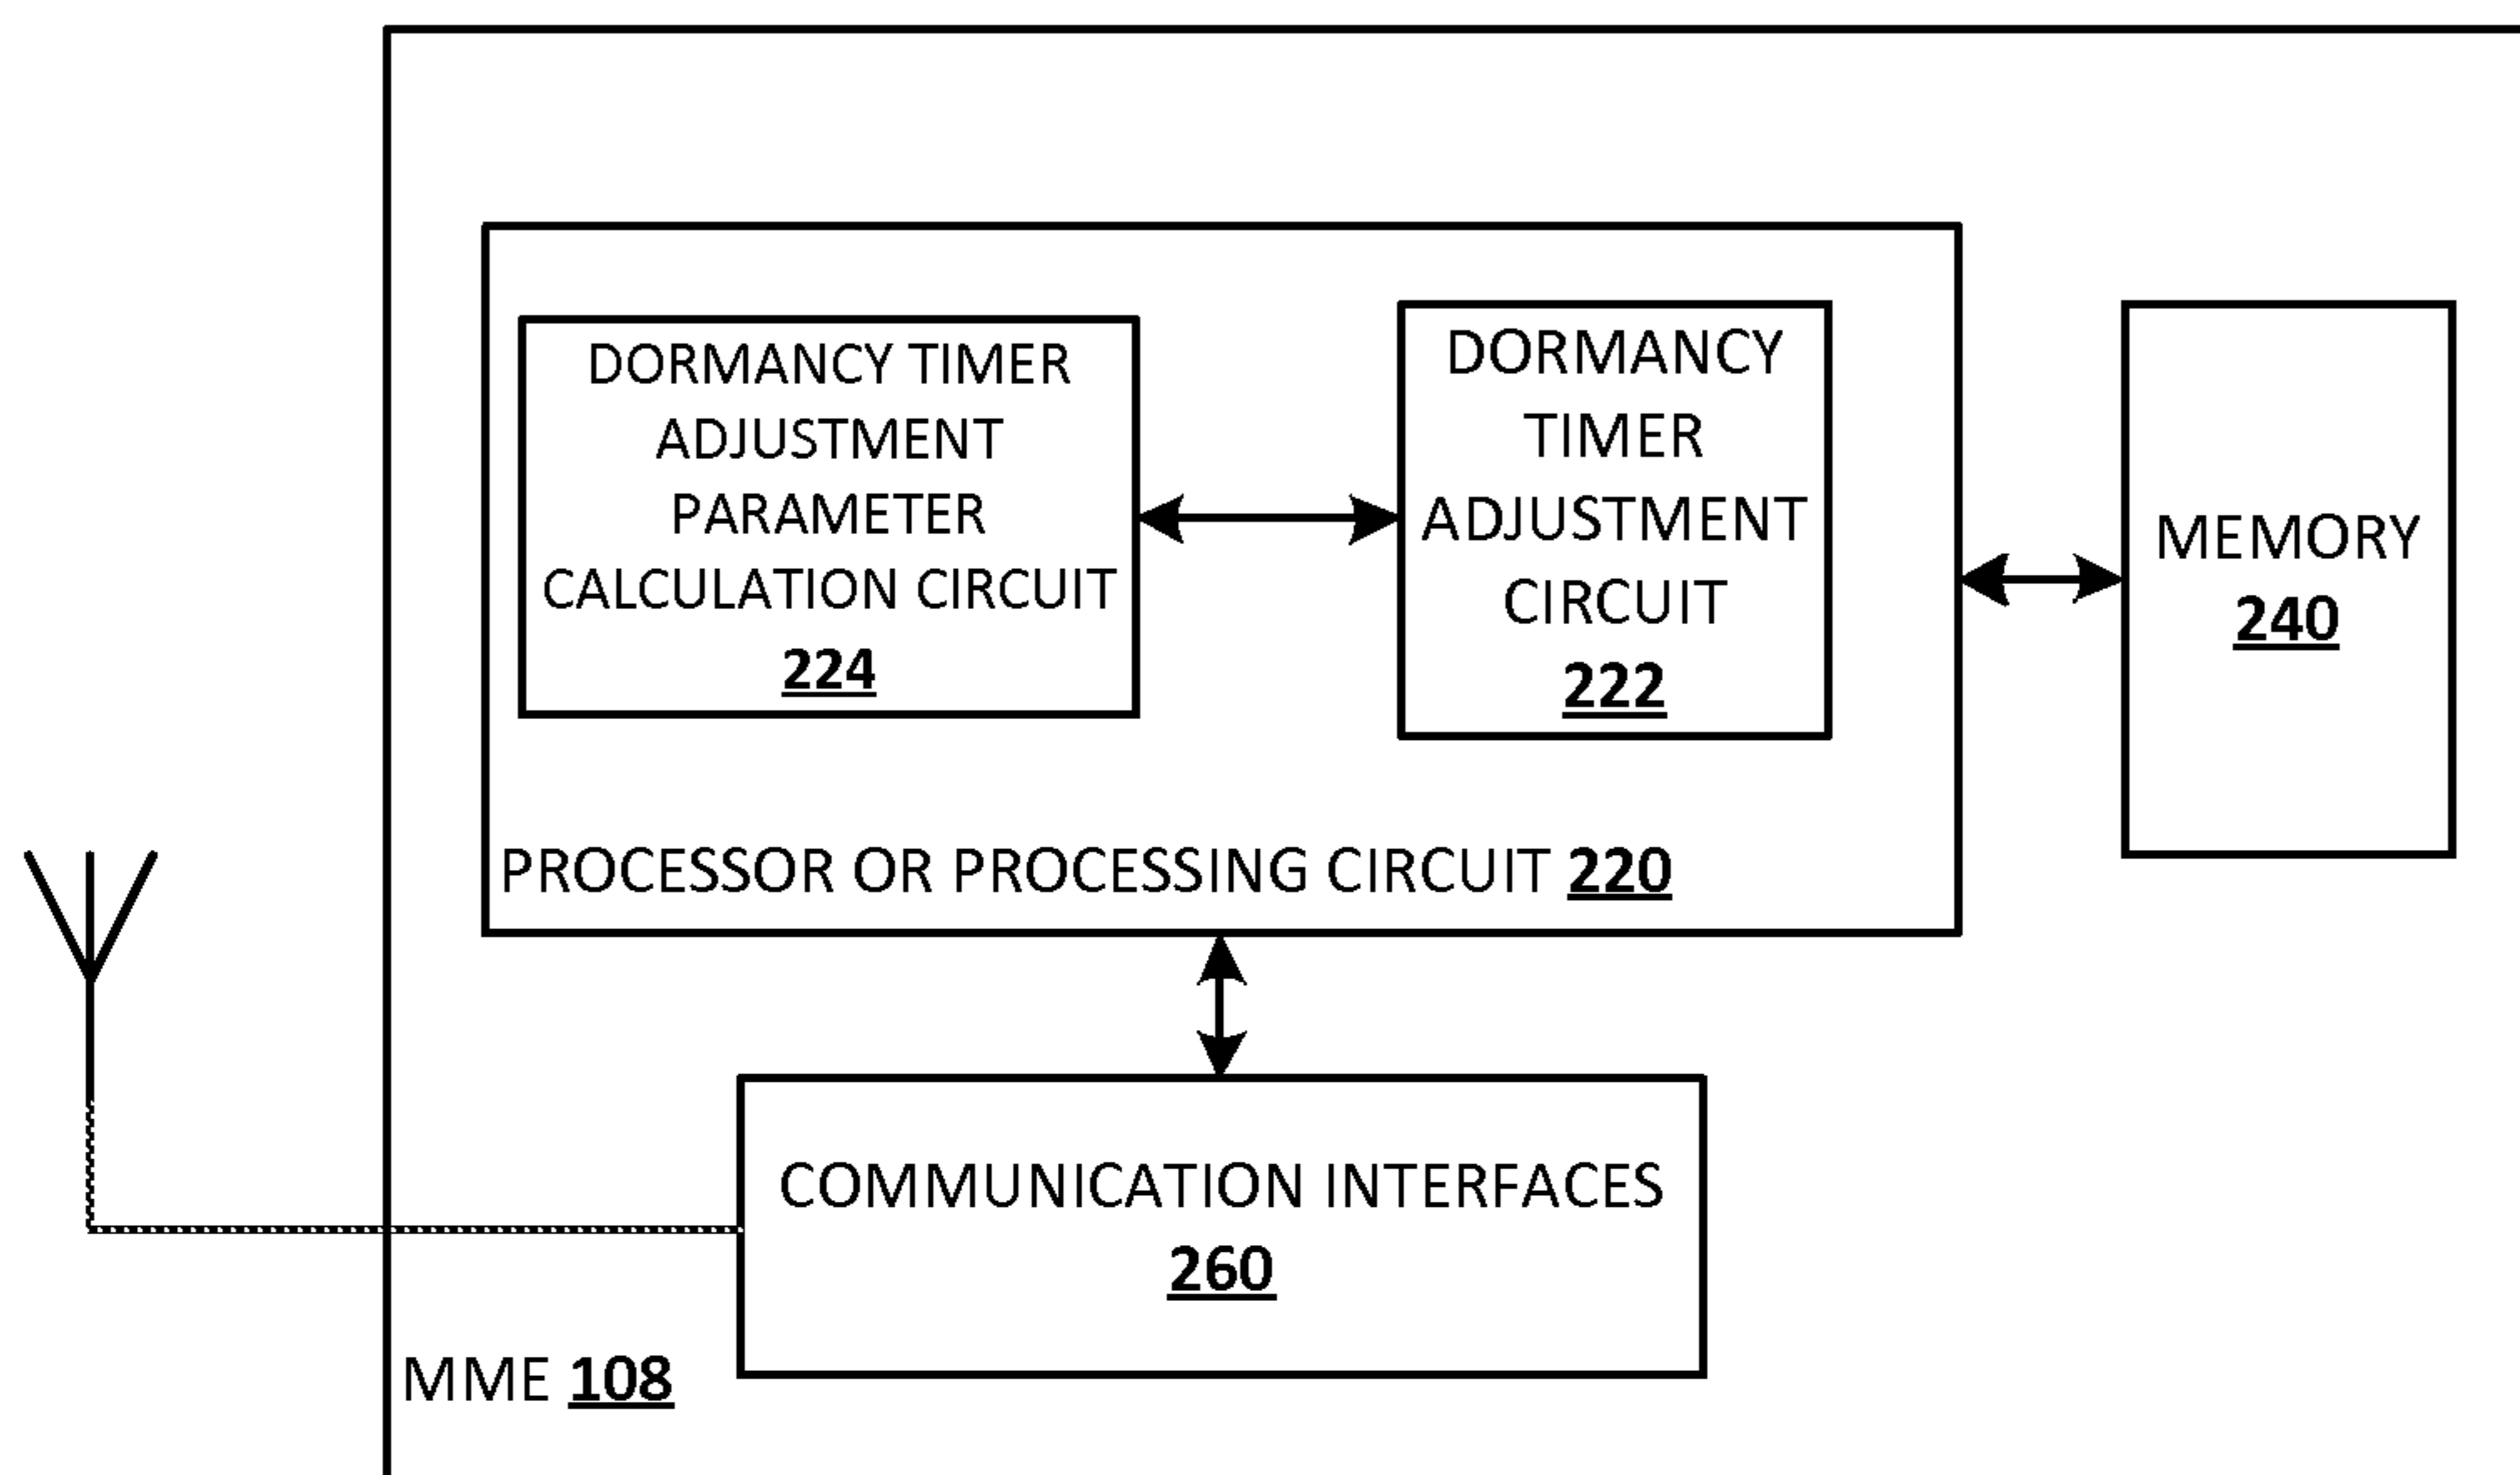 DORMANCY TIMER
ADJUSTMENT
PARAMETER
CALCULATION CIRCUIT
224
DORMANCY
TIMER
ADJUSTMENT
CIRCUIT
222
MEMORY
240
PROCESSOR OR PROCESSING CIRCUIT 220
COMMUNICATION INTERFACES
260
MME 108